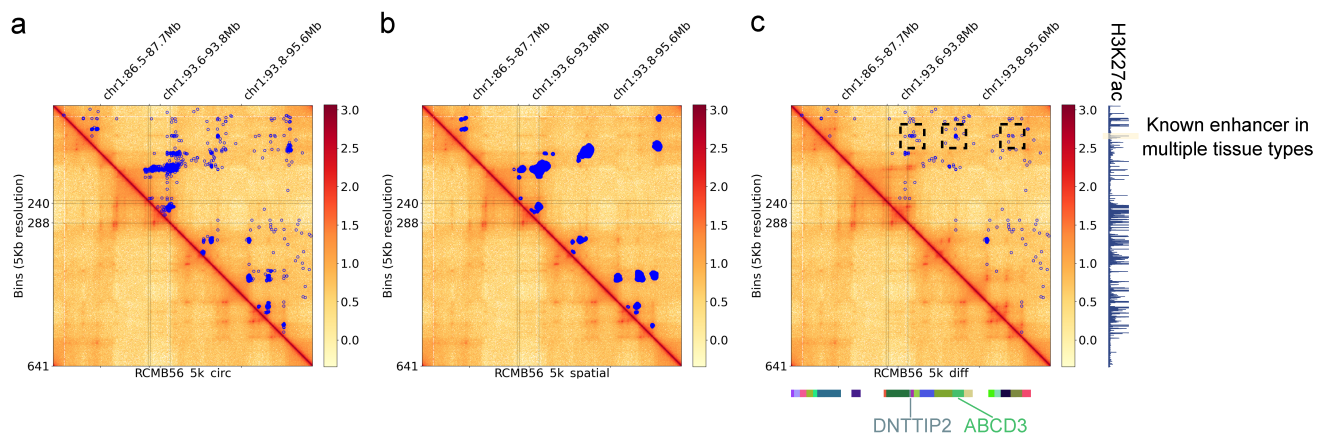 a
chr1:86.5-87.7Mb
chr1:93.6-93.8Mb
chr1:93.8-95.6Mb
Bins (5Kb resolution)
240
288
641
RCMB56 5k circ
3.0
2.5
2.0
1.5
1.0
0.5
0.0
b
chr1:86.5-87.7Mb
chr1:93.6-93.8Mb
chr1:93.8-95.6Mb
Bins (5Kb resolution)
240
288
641
RCMB56 5k spatial
3.0
2.5
2.0
1.5
1.0
0.5
0.0
c
chr1:86.5-87.7Mb
chr1:93.6-93.8Mb
chr1:93.8-95.6Mb
Bins (5Kb resolution)
240
288
641
RCMB56 5k diff
3.0
2.5
2.0
1.5
1.0
0.5
0.0
H3K27ac
Known enhancer in
multiple tissue types
DNTTIP2
ABCD3